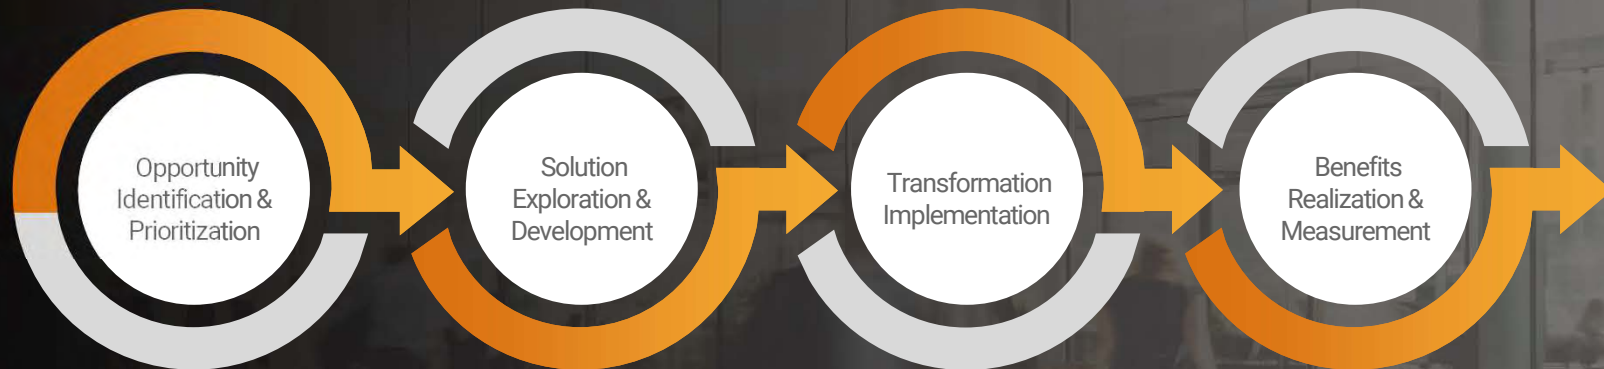 Opportunity
Identification &
Prioritization
Solution
Exploration &
Development
Transformation
Implementation
Benefits
Realization &
Measurement